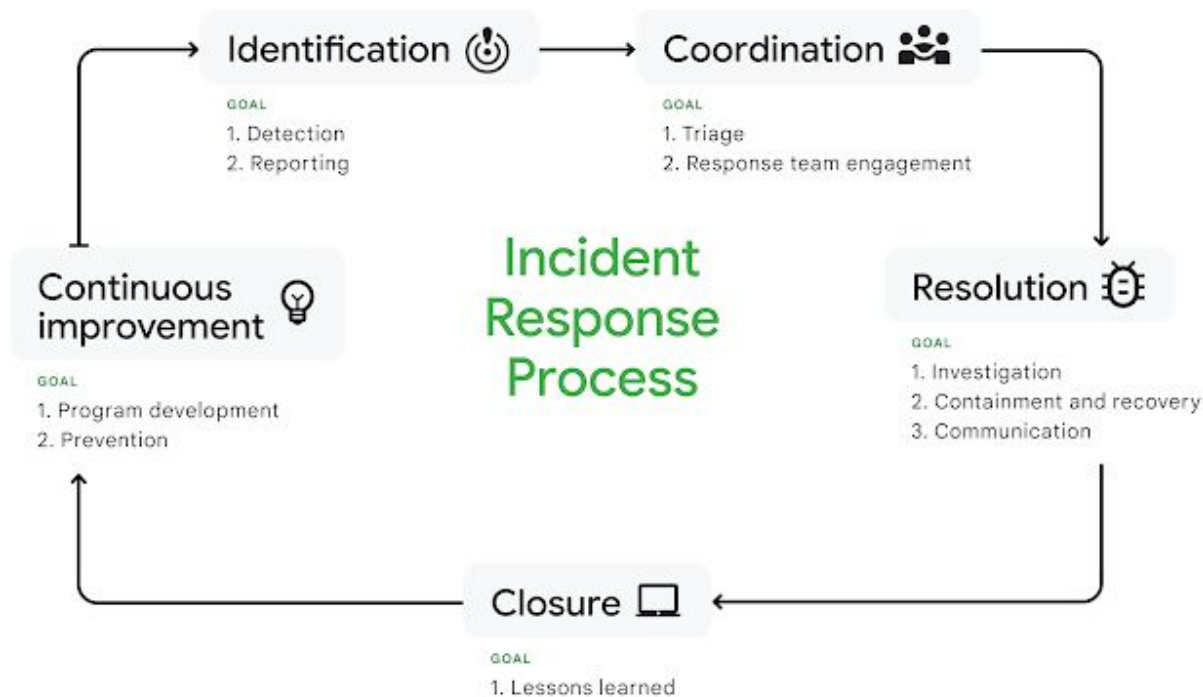 Identification
GOAL
1. Detection
2. Reporting
Coordination
GOAL
1. Triage
2. Response team engagement
Incident
Response
Process
Continuous
improvement
GOAL
1. Program development
2. Prevention
Resolution
GOAL
1. Investigation
2. Containment and recovery
3. Communication
Closure
GOAL
1. Lessons learned